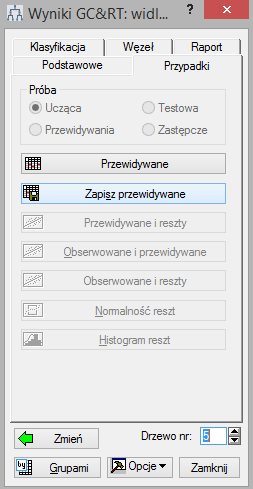 Wyniki GC&RT: widl... ?
Klasyfikacja Węzeł Raport
Podstawowe Przypadki
Próba
Ucząca Testowa
Przewidywania Zastępcze
Przewidywane
Zapisz przewidywane
Przewidywane i reszty
Obserwowane i przewidywane
Obserwowane i reszty
Normalność reszt
Histogram reszt
Zmień Drzewo nr: 5
by Grupami Opcje Zamknij